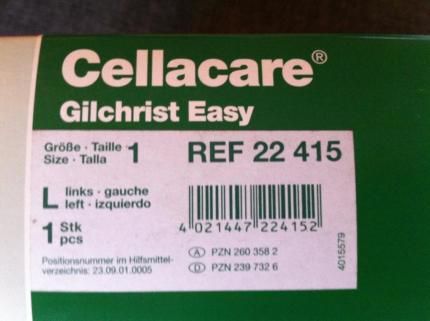 Cellacare®
Gilchrist Easy
Größe · Taille 1
Size · Talla
REF 22 415
L links · gauche
left · izquierdo
1 Stk
pcs
4 021447 224152
Positionsnummer im Hilfsmittel-
verzeichnis: 23.09.01.0005
A PZN 260 358 2
D PZN 239 732 6
4015579